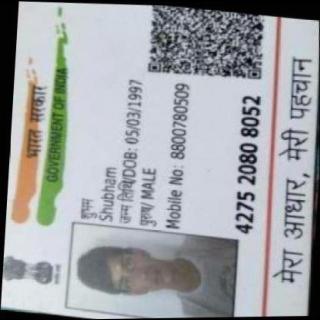 भारत सरकार
GOVERNMENT OF INDIA
शुभम
Shubham
जन्म तिथि/DOB: 05/03/1997
पुरुष/ MALE
Mobile No: 8800780509
4275 2080 8052
मेरा आधार, मेरी पहचान